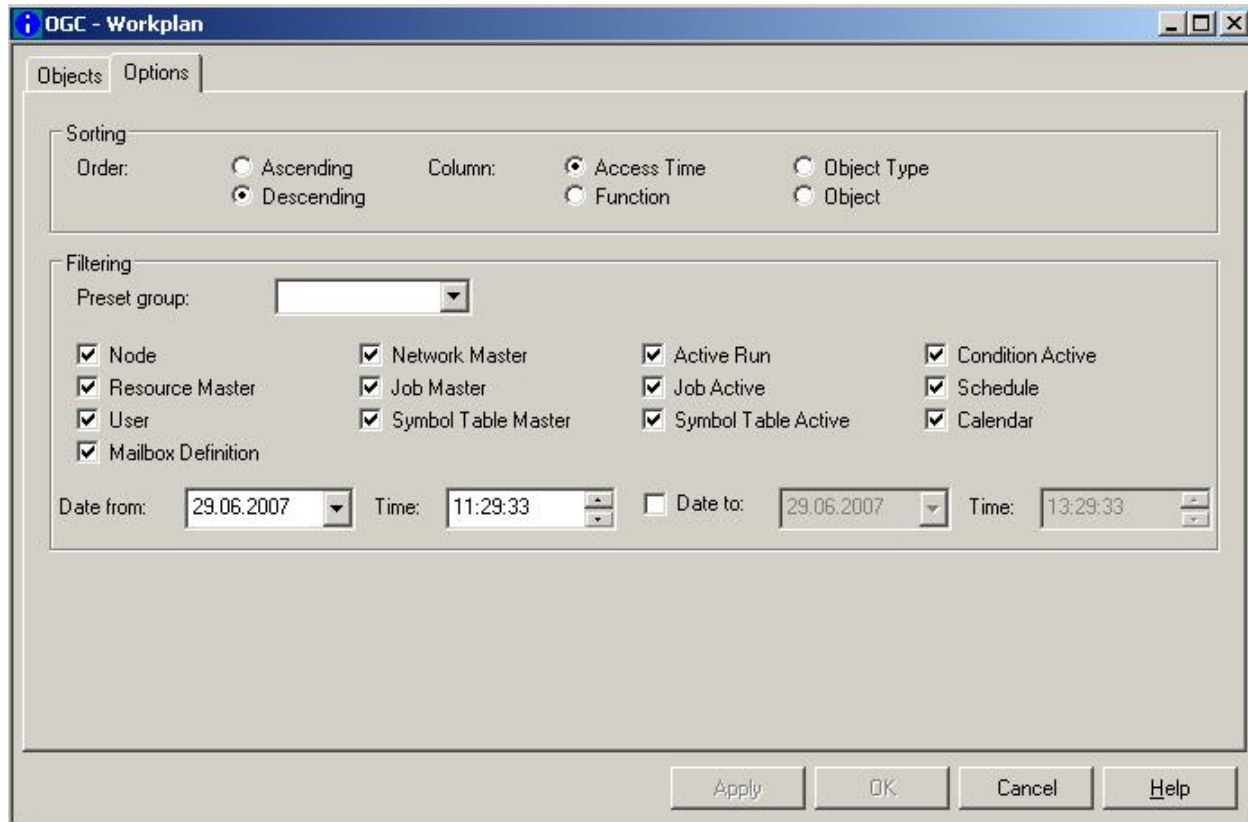 OGC - Workplan
Objects Options
Sorting
Order: Ascending Column: Access Time Object Type
Descending Function Object
Filtering
Preset group:
Node Network Master Active Run Condition Active
Resource Master Job Master Job Active Schedule
User Symbol Table Master Symbol Table Active Calendar
Mailbox Definition
Date from: 29.06.2007 Time: 11:29:33 Date to: 29.06.2007 Time: 13:29:33
Apply OK Cancel Help